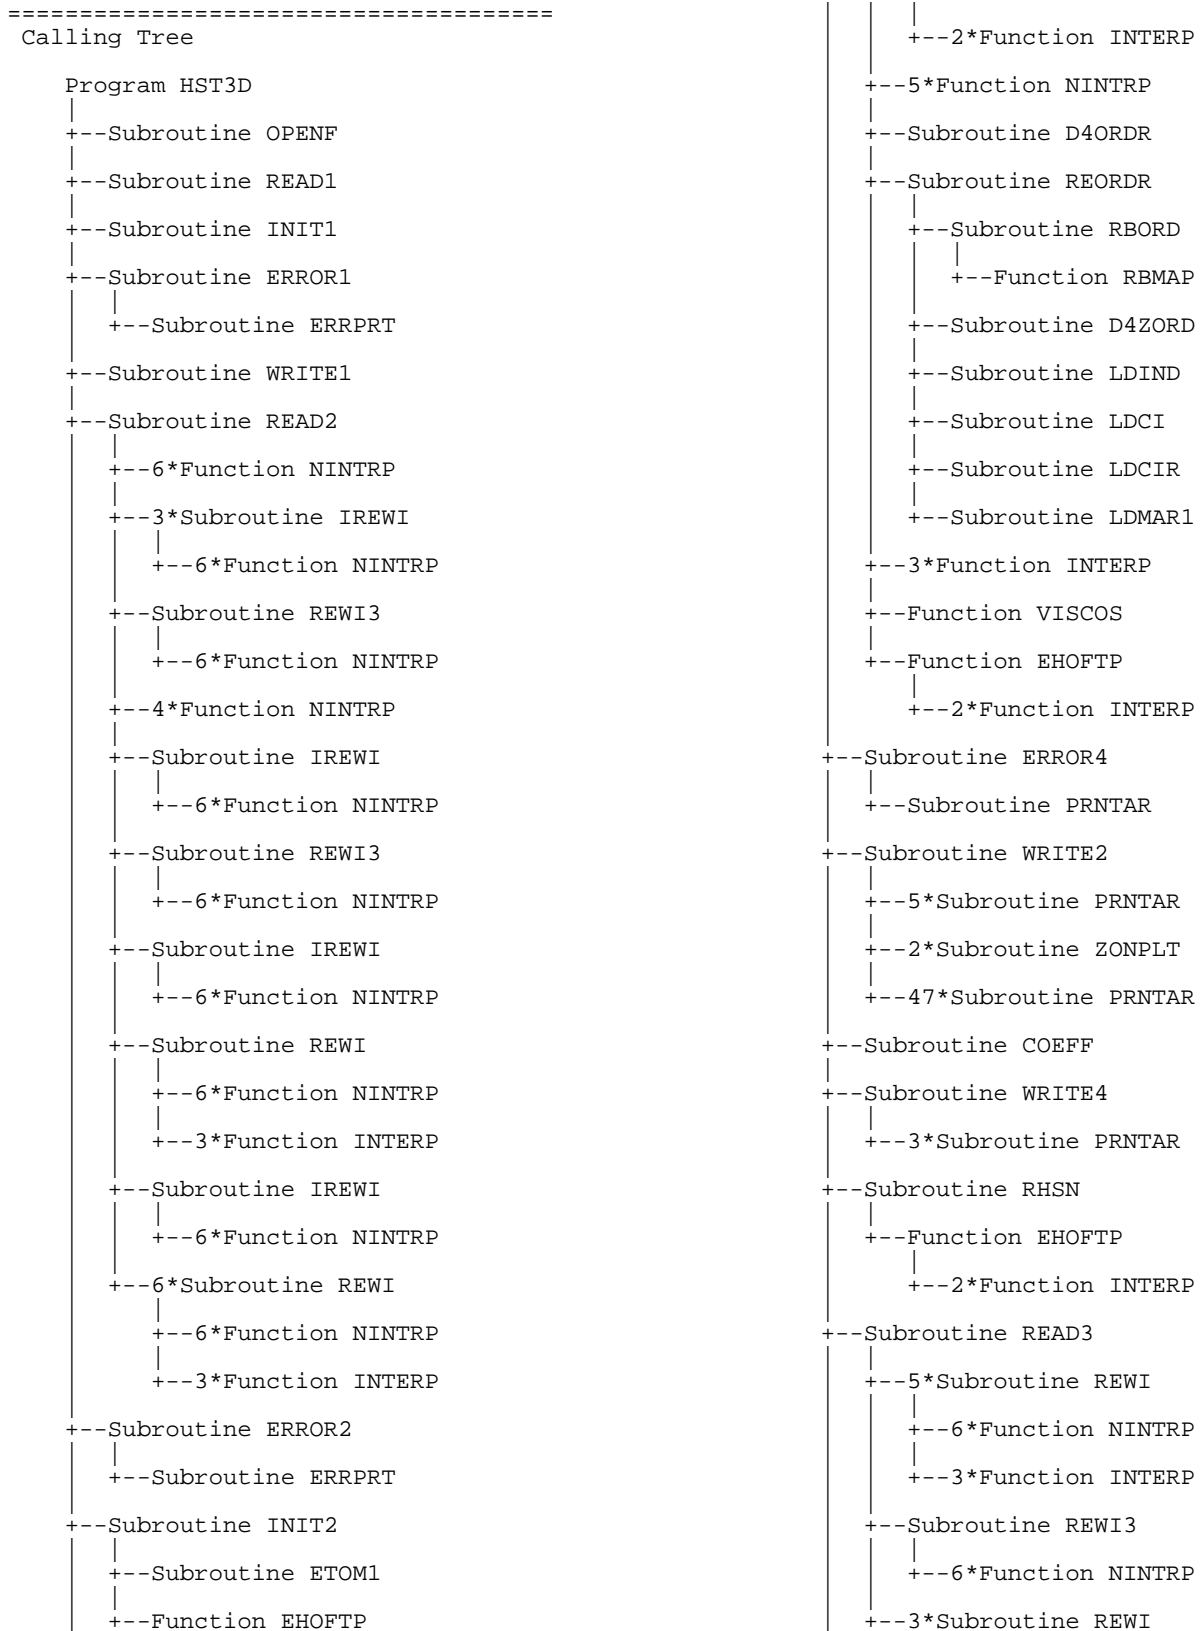 ======================================
Calling Tree
Program HST3D
|
+--Subroutine OPENF
|
+--Subroutine READ1
|
+--Subroutine INIT1
|
+--Subroutine ERROR1
| |
| +--Subroutine ERRPRT
|
+--Subroutine WRITE1
|
+--Subroutine READ2
| |
| +--6*Function NINTRP
| |
| +--3*Subroutine IREWI
| | |
| | +--6*Function NINTRP
| |
| +--Subroutine REWI3
| | |
| | +--6*Function NINTRP
| |
| +--4*Function NINTRP
| |
| +--Subroutine IREWI
| | |
| | +--6*Function NINTRP
| |
| +--Subroutine REWI3
| | |
| | +--6*Function NINTRP
| |
| +--Subroutine IREWI
| | |
| | +--6*Function NINTRP
| |
| +--Subroutine REWI
| | |
| | +--6*Function NINTRP
| | |
| | +--3*Function INTERP
| |
| +--Subroutine IREWI
| | |
| | +--6*Function NINTRP
| |
| +--6*Subroutine REWI
| |
| +--6*Function NINTRP
| |
| +--3*Function INTERP
|
+--Subroutine ERROR2
| |
| +--Subroutine ERRPRT
|
+--Subroutine INIT2
| |
| +--Subroutine ETOM1
| |
| +--Function EHOFTP
| | |
| | +--2*Function INTERP
| |
| +--5*Function NINTRP
| |
| +--Subroutine D4ORDR
| |
| +--Subroutine REORDR
| | |
| | +--Subroutine RBORD
| | | |
| | | +--Function RBMAP
| | |
| | +--Subroutine D4ZORD
| | |
| | +--Subroutine LDIND
| | |
| | +--Subroutine LDCI
| | |
| | +--Subroutine LDCIR
| | |
| | +--Subroutine LDMAR1
| |
| +--3*Function INTERP
| |
| +--Function VISCOS
| |
| +--Function EHOFTP
| |
| +--2*Function INTERP
|
+--Subroutine ERROR4
| |
| +--Subroutine PRNTAR
|
+--Subroutine WRITE2
| |
| +--5*Subroutine PRNTAR
| |
| +--2*Subroutine ZONPLT
| |
| +--47*Subroutine PRNTAR
|
+--Subroutine COEFF
|
+--Subroutine WRITE4
| |
| +--3*Subroutine PRNTAR
|
+--Subroutine RHSN
| |
| +--Function EHOFTP
| |
| +--2*Function INTERP
|
+--Subroutine READ3
| |
| +--5*Subroutine REWI
| | |
| | +--6*Function NINTRP
| | |
| | +--3*Function INTERP
| |
| +--Subroutine REWI3
| | |
| | +--6*Function NINTRP
| |
| +--3*Subroutine REWI